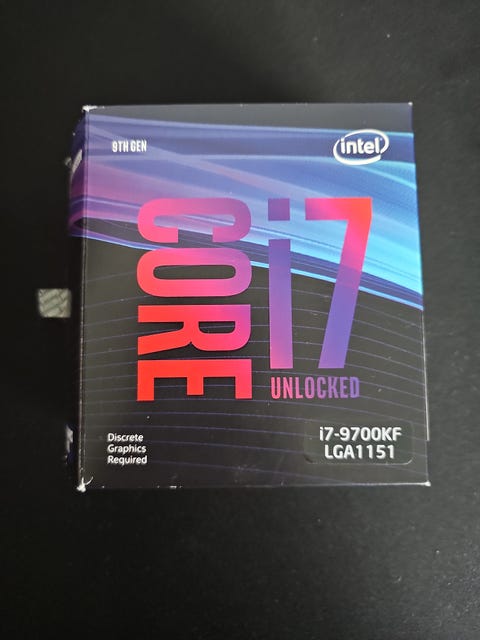 9TH GEN
intel
CORE i7
UNLOCKED
Discrete
Graphics
Required
i7-9700KF
LGA1151